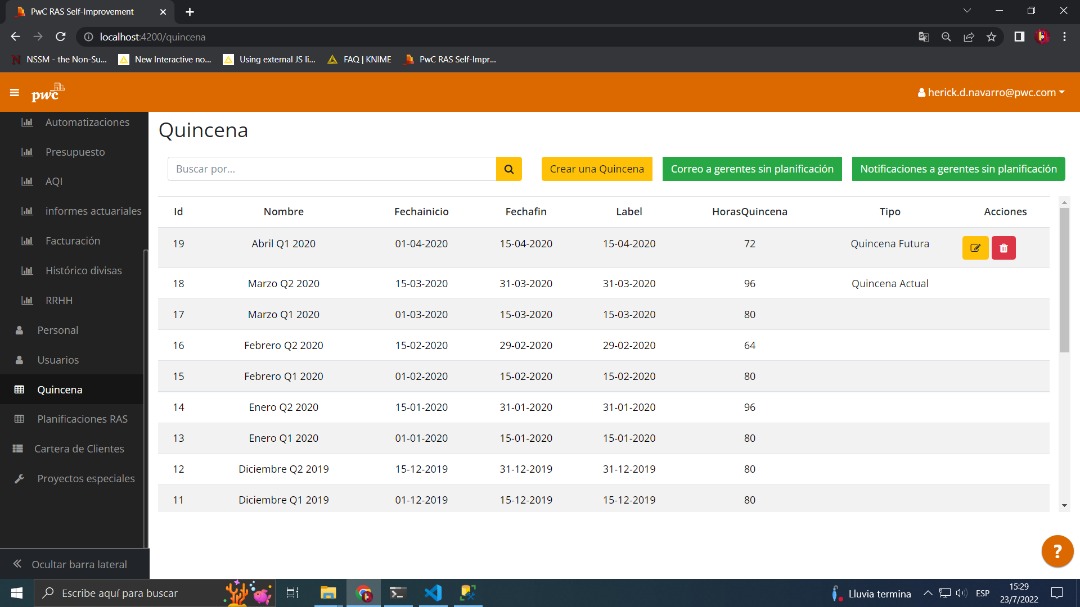 PwC RAS Self-Improvement
localhost:4200/quincena
NSSM - the Non-Su...
New Interactive no...
Using external JS li...
FAQ | KNIME
PwC RAS Self-Impr...
pwc
herick.d.navarro@pwc.com
Automatizaciones
Presupuesto
AQI
informes actuariales
Facturación
Histórico divisas
RRHH
Personal
Usuarios
Quincena
Planificaciones RAS
Cartera de Clientes
Proyectos especiales
Ocultar barra lateral
Quincena
Buscar por...
Crear una Quincena
Correo a gerentes sin planificación
Notificaciones a gerentes sin planificación
Id Nombre Fechainicio Fechafin Label HorasQuincena Tipo Acciones
19 Abril Q1 2020 01-04-2020 15-04-2020 15-04-2020 72 Quincena Futura
18 Marzo Q2 2020 15-03-2020 31-03-2020 31-03-2020 96 Quincena Actual
17 Marzo Q1 2020 01-03-2020 15-03-2020 15-03-2020 80
16 Febrero Q2 2020 15-02-2020 29-02-2020 29-02-2020 64
15 Febrero Q1 2020 01-02-2020 15-02-2020 15-02-2020 80
14 Enero Q2 2020 15-01-2020 31-01-2020 31-01-2020 96
13 Enero Q1 2020 01-01-2020 15-01-2020 15-01-2020 80
12 Diciembre Q2 2019 15-12-2019 31-12-2019 31-12-2019 80
11 Diciembre Q1 2019 01-12-2019 15-12-2019 15-12-2019 80
?
Escribe aquí para buscar
Lluvia termina
ESP
15:29
23/7/2022